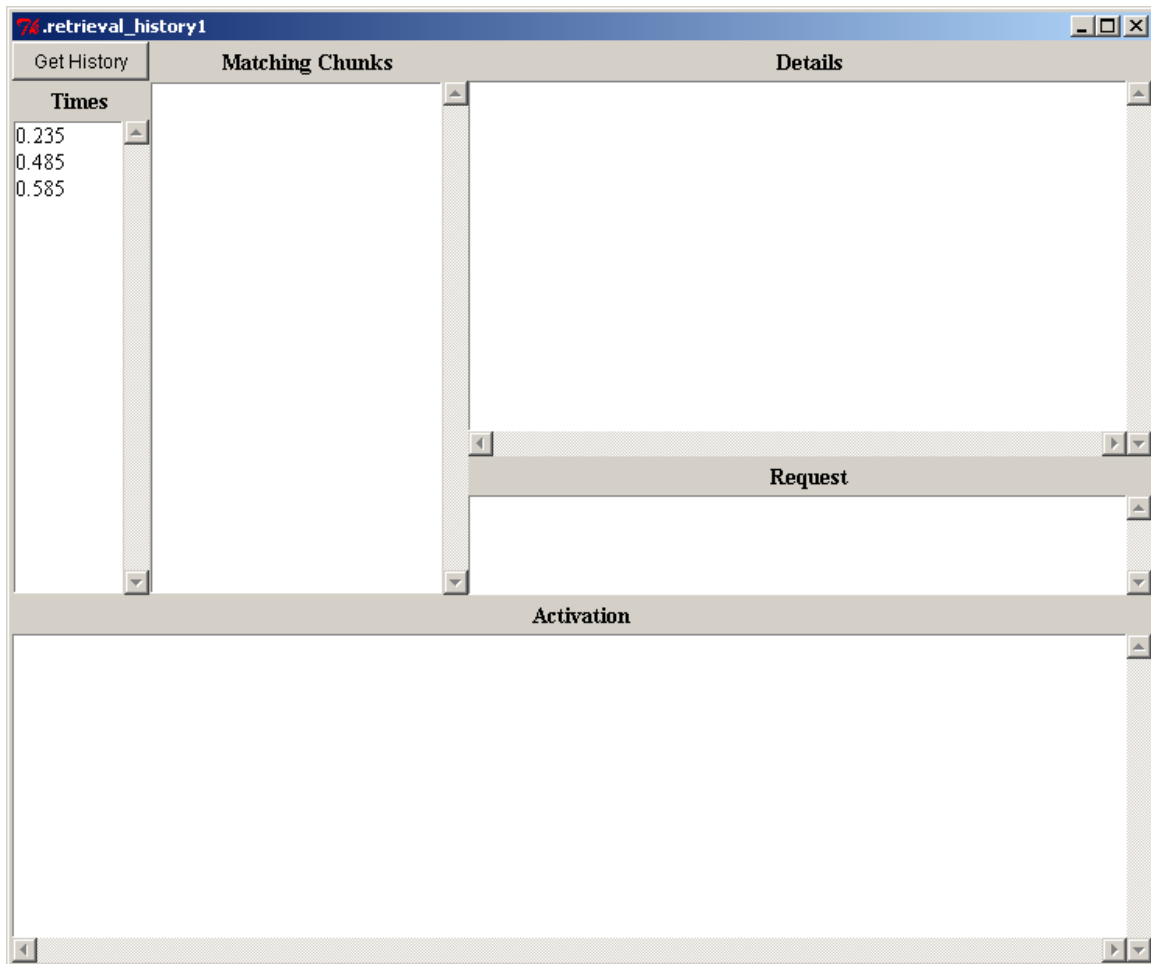 .retrieval_history1
Get History
Matching Chunks
Details
Times
0.235
0.485
0.585
Request
Activation